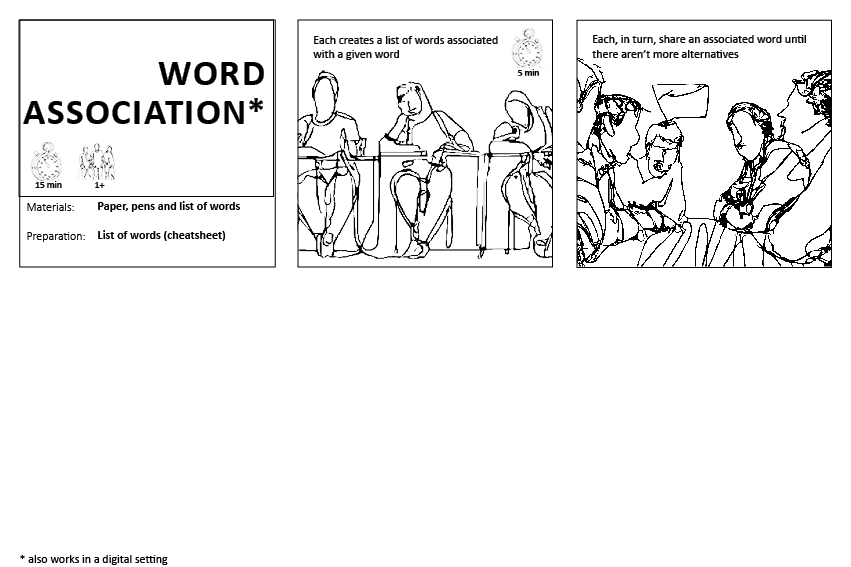 WORD
ASSOCIATION*
15 min
1+
Materials: Paper, pens and list of words
Preparation: List of words (cheatsheet)
Each creates a list of words associated
with a given word
5 min
Each, in turn, share an associated word until
there aren't more alternatives
* also works in a digital setting